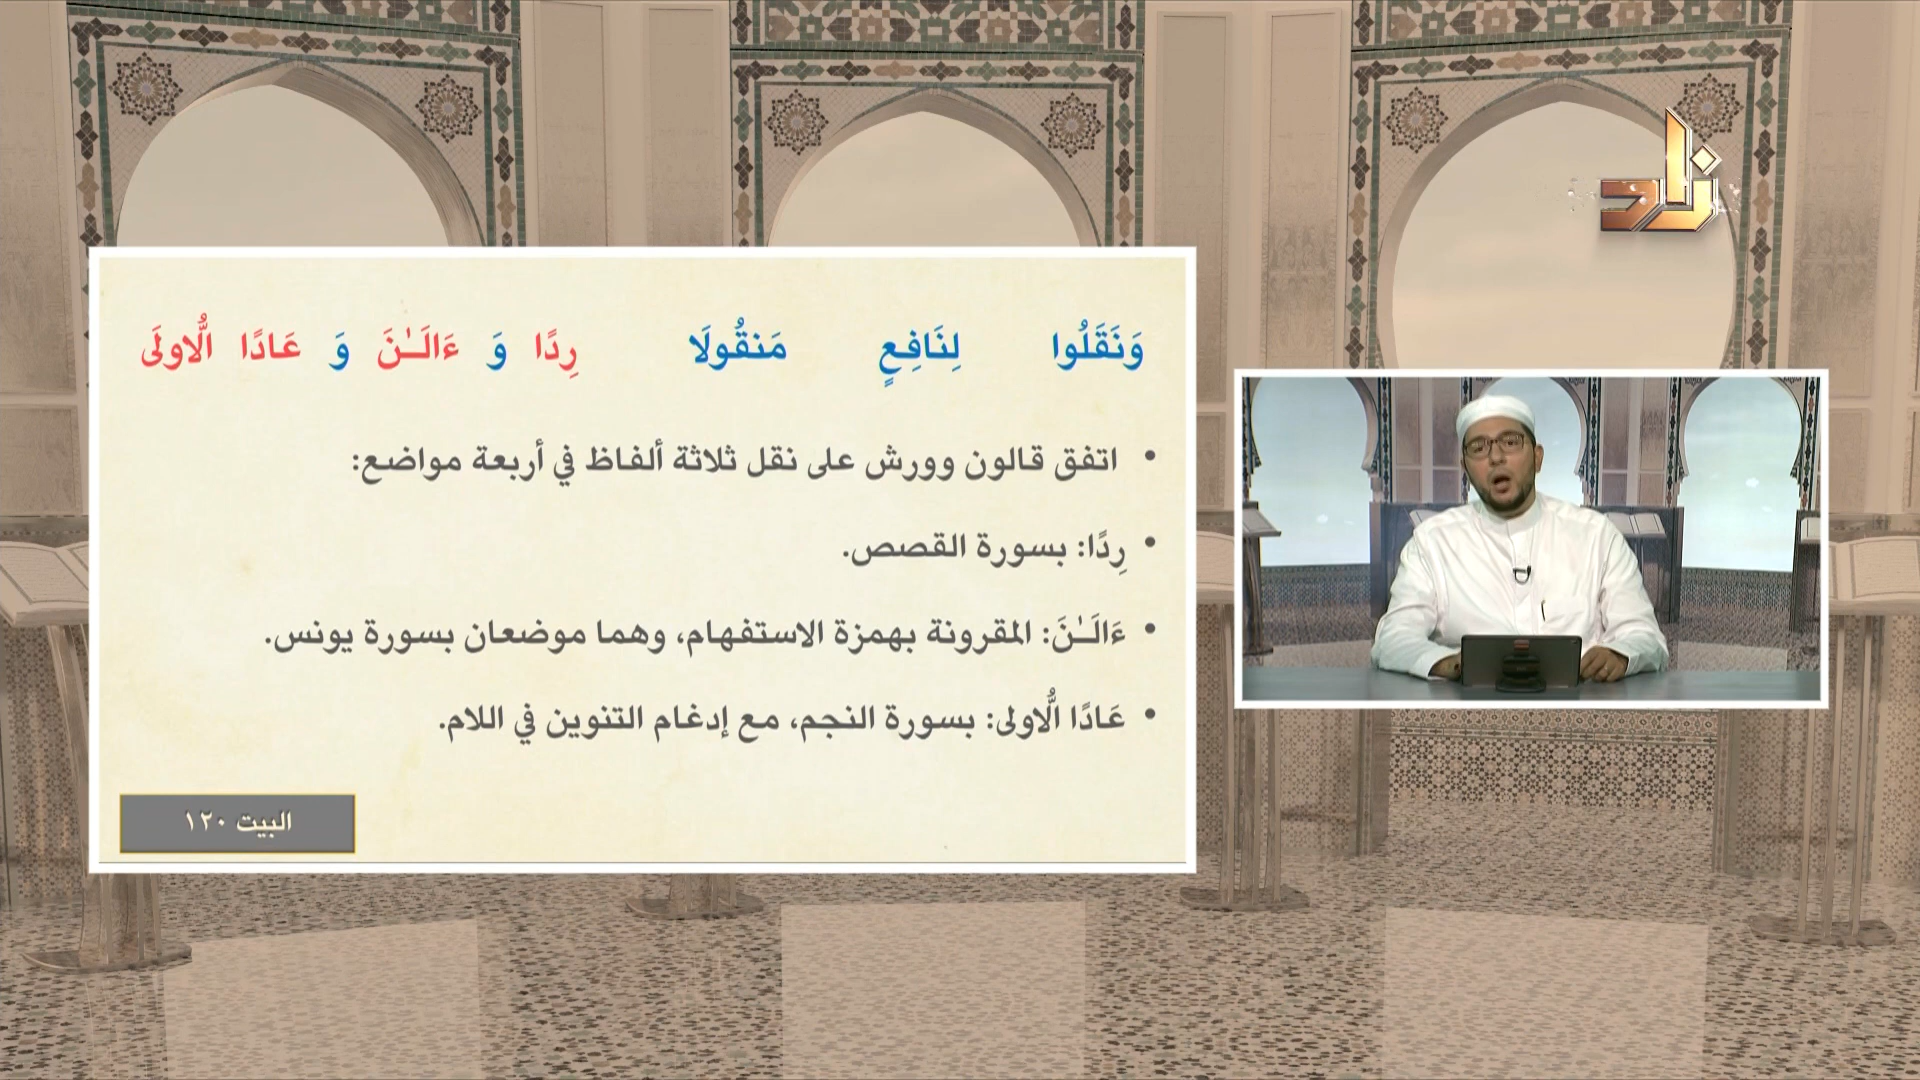 زاد
وَنَقَلُوا لِنَافِعٍ مَنقُولَا رِدًا وَ ءَالَـٰنَ وَ عَادًا الُّاولَى
• اتفق قالون وورش على نقل ثلاثة ألفاظ في أربعة مواضع:
• رِدًا: بسورة القصص.
• ءَالَـٰنَ: المقرونة بهمزة الاستفهام، وهما موضعان بسورة يونس.
• عَادًا الُّاولى: بسورة النجم، مع إدغام التنوين في اللام.
البيت ١٢٠